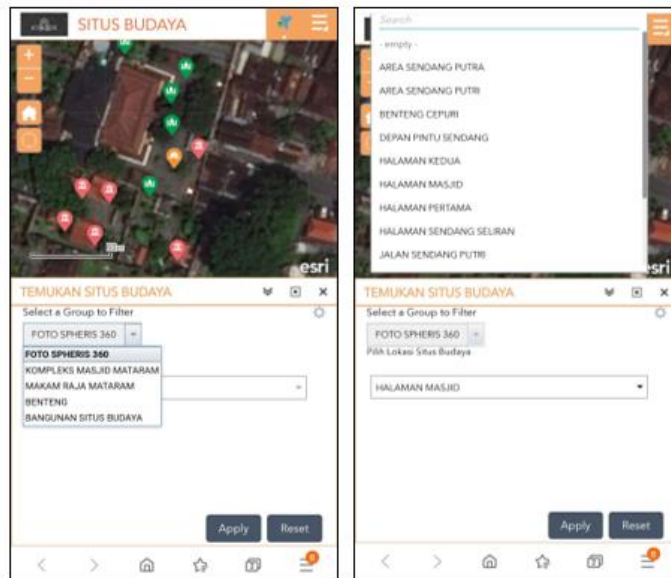 SITUS BUDAYA
+
−
esri
TEMUKAN SITUS BUDAYA
Select a Group to Filter
FOTO SPHERIS 360
FOTO SPHERIS 360
KOMPLEKS MASJID MATARAM
MAKAM RAJA MATARAM
BENTENG
BANGUNAN SITUS BUDAYA
Apply
Reset
Search
- empty -
AREA SENDANG PUTRA
AREA SENDANG PUTRI
BENTENG CEPURI
DEPAN PINTU SENDANG
HALAMAN KEDUA
HALAMAN MASJID
HALAMAN PERTAMA
HALAMAN SENDANG SELIRAN
JALAN SENDANG PUTRI
esri
TEMUKAN SITUS BUDAYA
Select a Group to Filter
FOTO SPHERIS 360
Pilih Lokasi Situs Budaya
HALAMAN MASJID
Apply
Reset